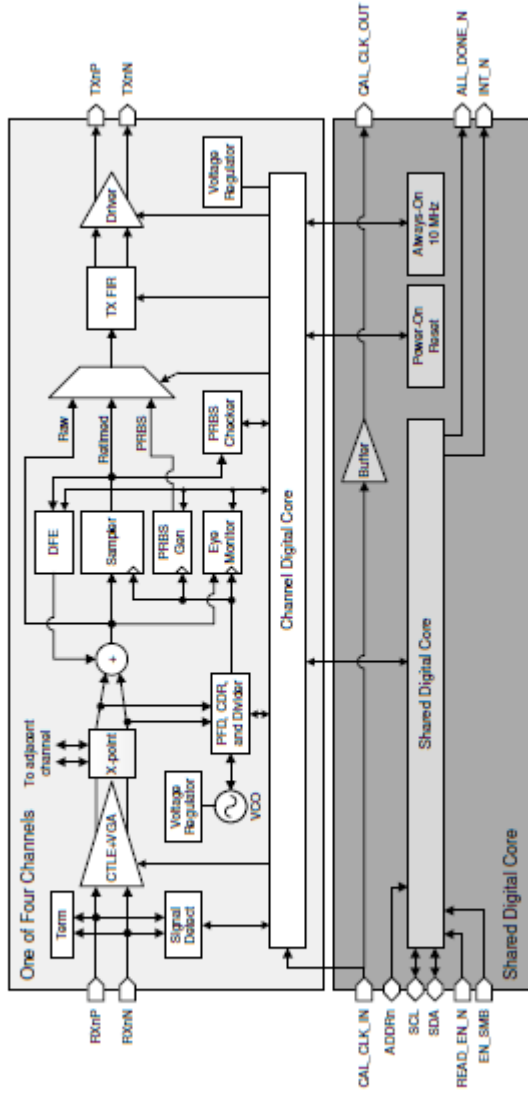 One of Four Channels
RXnP
RXnN
Term
Signal
Detect
CTLE+VGA
To adjacent
channel
X-point
Voltage
Regulator
VCO
PFD, CDR,
and Divider
+
DFE
Sampler
PRBS
Gen
Eye
Monitor
Raw
Retimed
PRBS
PRBS
Checker
TX FIR
Driver
TXnP
TXnN
Voltage
Regulator
Channel Digital Core
CAL_CLK_IN
Buffer
CAL_CLK_OUT
ADDRn
SCL
SDA
READ_EN_N
EN_SMB
Shared Digital Core
Power-On
Reset
Always-On
10 MHz
ALL_DONE_N
INT_N
Shared Digital Core